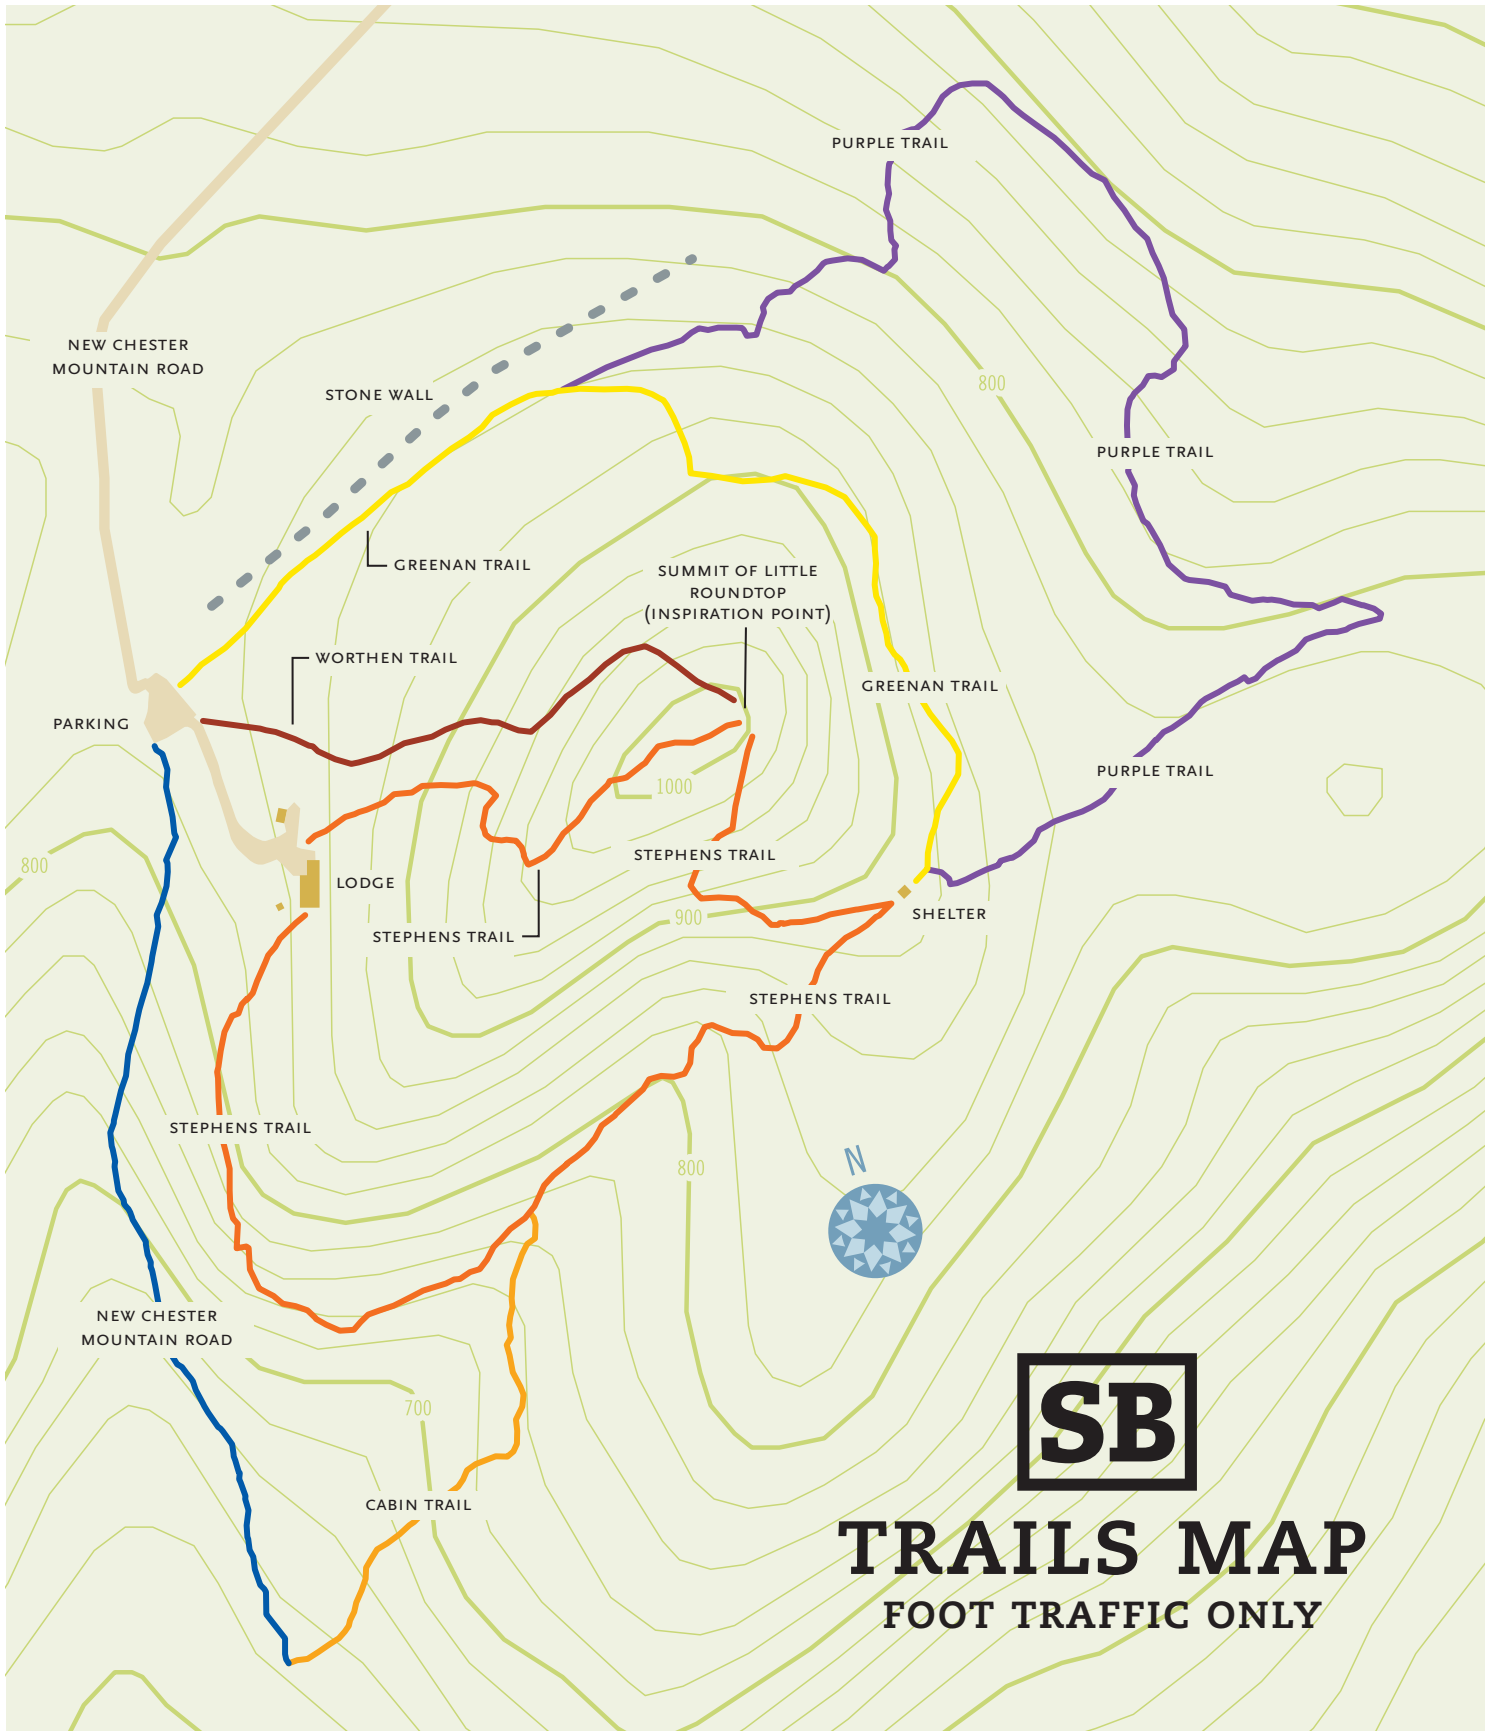 PURPLE TRAIL
NEW CHESTER
MOUNTAIN ROAD
800
STONE WALL
PURPLE TRAIL
GREENAN TRAIL
SUMMIT OF LITTLE
ROUNDTOP
(INSPIRATION POINT)
WORTHEN TRAIL
GREENAN TRAIL
PARKING
PURPLE TRAIL
1000
STEPHENS TRAIL
800
LODGE
900
SHELTER
STEPHENS TRAIL
STEPHENS TRAIL
STEPHENS TRAIL
N
800
NEW CHESTER
MOUNTAIN ROAD
700
SB
CABIN TRAIL
TRAILS MAP
FOOT TRAFFIC ONLY